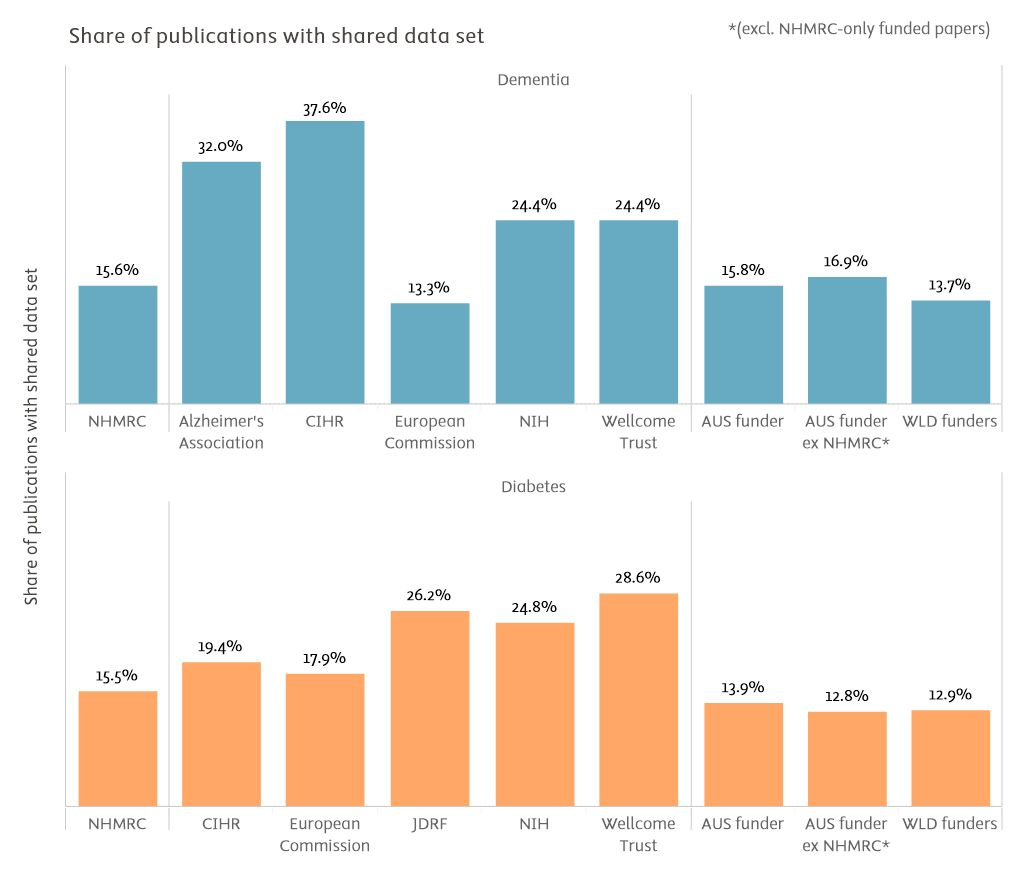 Share of publications with shared data set
*(excl. NHMRC-only funded papers)
Share of publications with shared data set
Dementia
15.6%
32.0%
37.6%
13.3%
24.4%
24.4%
15.8%
16.9%
13.7%
NHMRC
Alzheimer's
Association
CIHR
European
Commission
NIH
Wellcome
Trust
AUS funder
AUS funder
ex NHMRC*
WLD funders
Diabetes
15.5%
19.4%
17.9%
26.2%
24.8%
28.6%
13.9%
12.8%
12.9%
NHMRC
CIHR
European
Commission
JDRF
NIH
Wellcome
Trust
AUS funder
AUS funder
ex NHMRC*
WLD funders